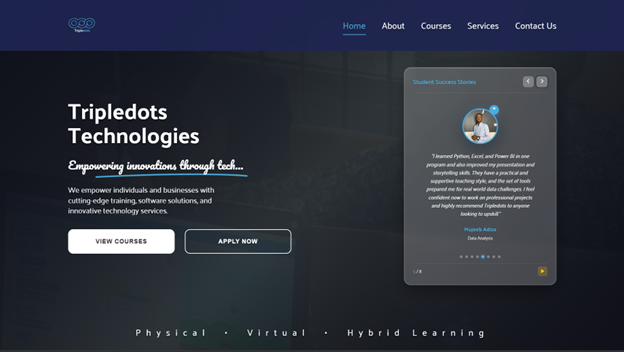 Tripledots
Home
About
Courses
Services
Contact Us
Tripledots
Technologies
Empowering innovations through tech...
We empower individuals and businesses with
cutting-edge training, software solutions, and
innovative technology services.
VIEW COURSES
APPLY NOW
Student Success Stories
"I learned Python, Excel, and Power BI in one
program and also improved my presentation and
storytelling skills. They have a practical and
supportive teaching style, and the set of tools
prepared me for real world data challenges. I feel
confident now to work on professional projects
and highly recommend Tripledots to anyone
looking to upskill"
Mujeeb Adisa
Data Analysis
/ 8
Physical • Virtual • Hybrid Learning